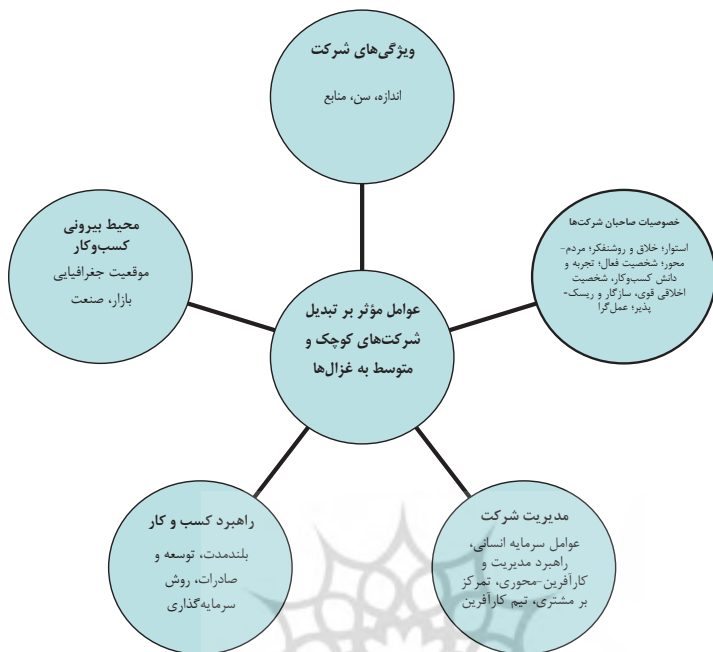 ویژگی‌های شرکت
اندازه، سن، منابع
خصوصیات صاحبان شرکت‌ها
استوار؛ خلاق و روشنفکر؛ مردم-
محور؛ شخصیت فعال؛ تجربه و
دانش کسب‌وکار، شخصیت
اخلاقی قوی، سازگار و ریسک-
پذیر؛ عمل‌گرا
محیط بیرونی
کسب‌وکار
موقعیت جغرافیایی
بازار، صنعت
عوامل مؤثر بر تبدیل
شرکت‌های کوچک و
متوسط به غزال‌ها
مدیریت شرکت
عوامل سرمایه انسانی،
راهبرد مدیریت و
کارآفرین-محوری، تمرکز
بر مشتری، تیم کارآفرین
راهبرد کسب و کار
بلندمدت، توسعه و
صادرات، روش
سرمایه‌گذاری